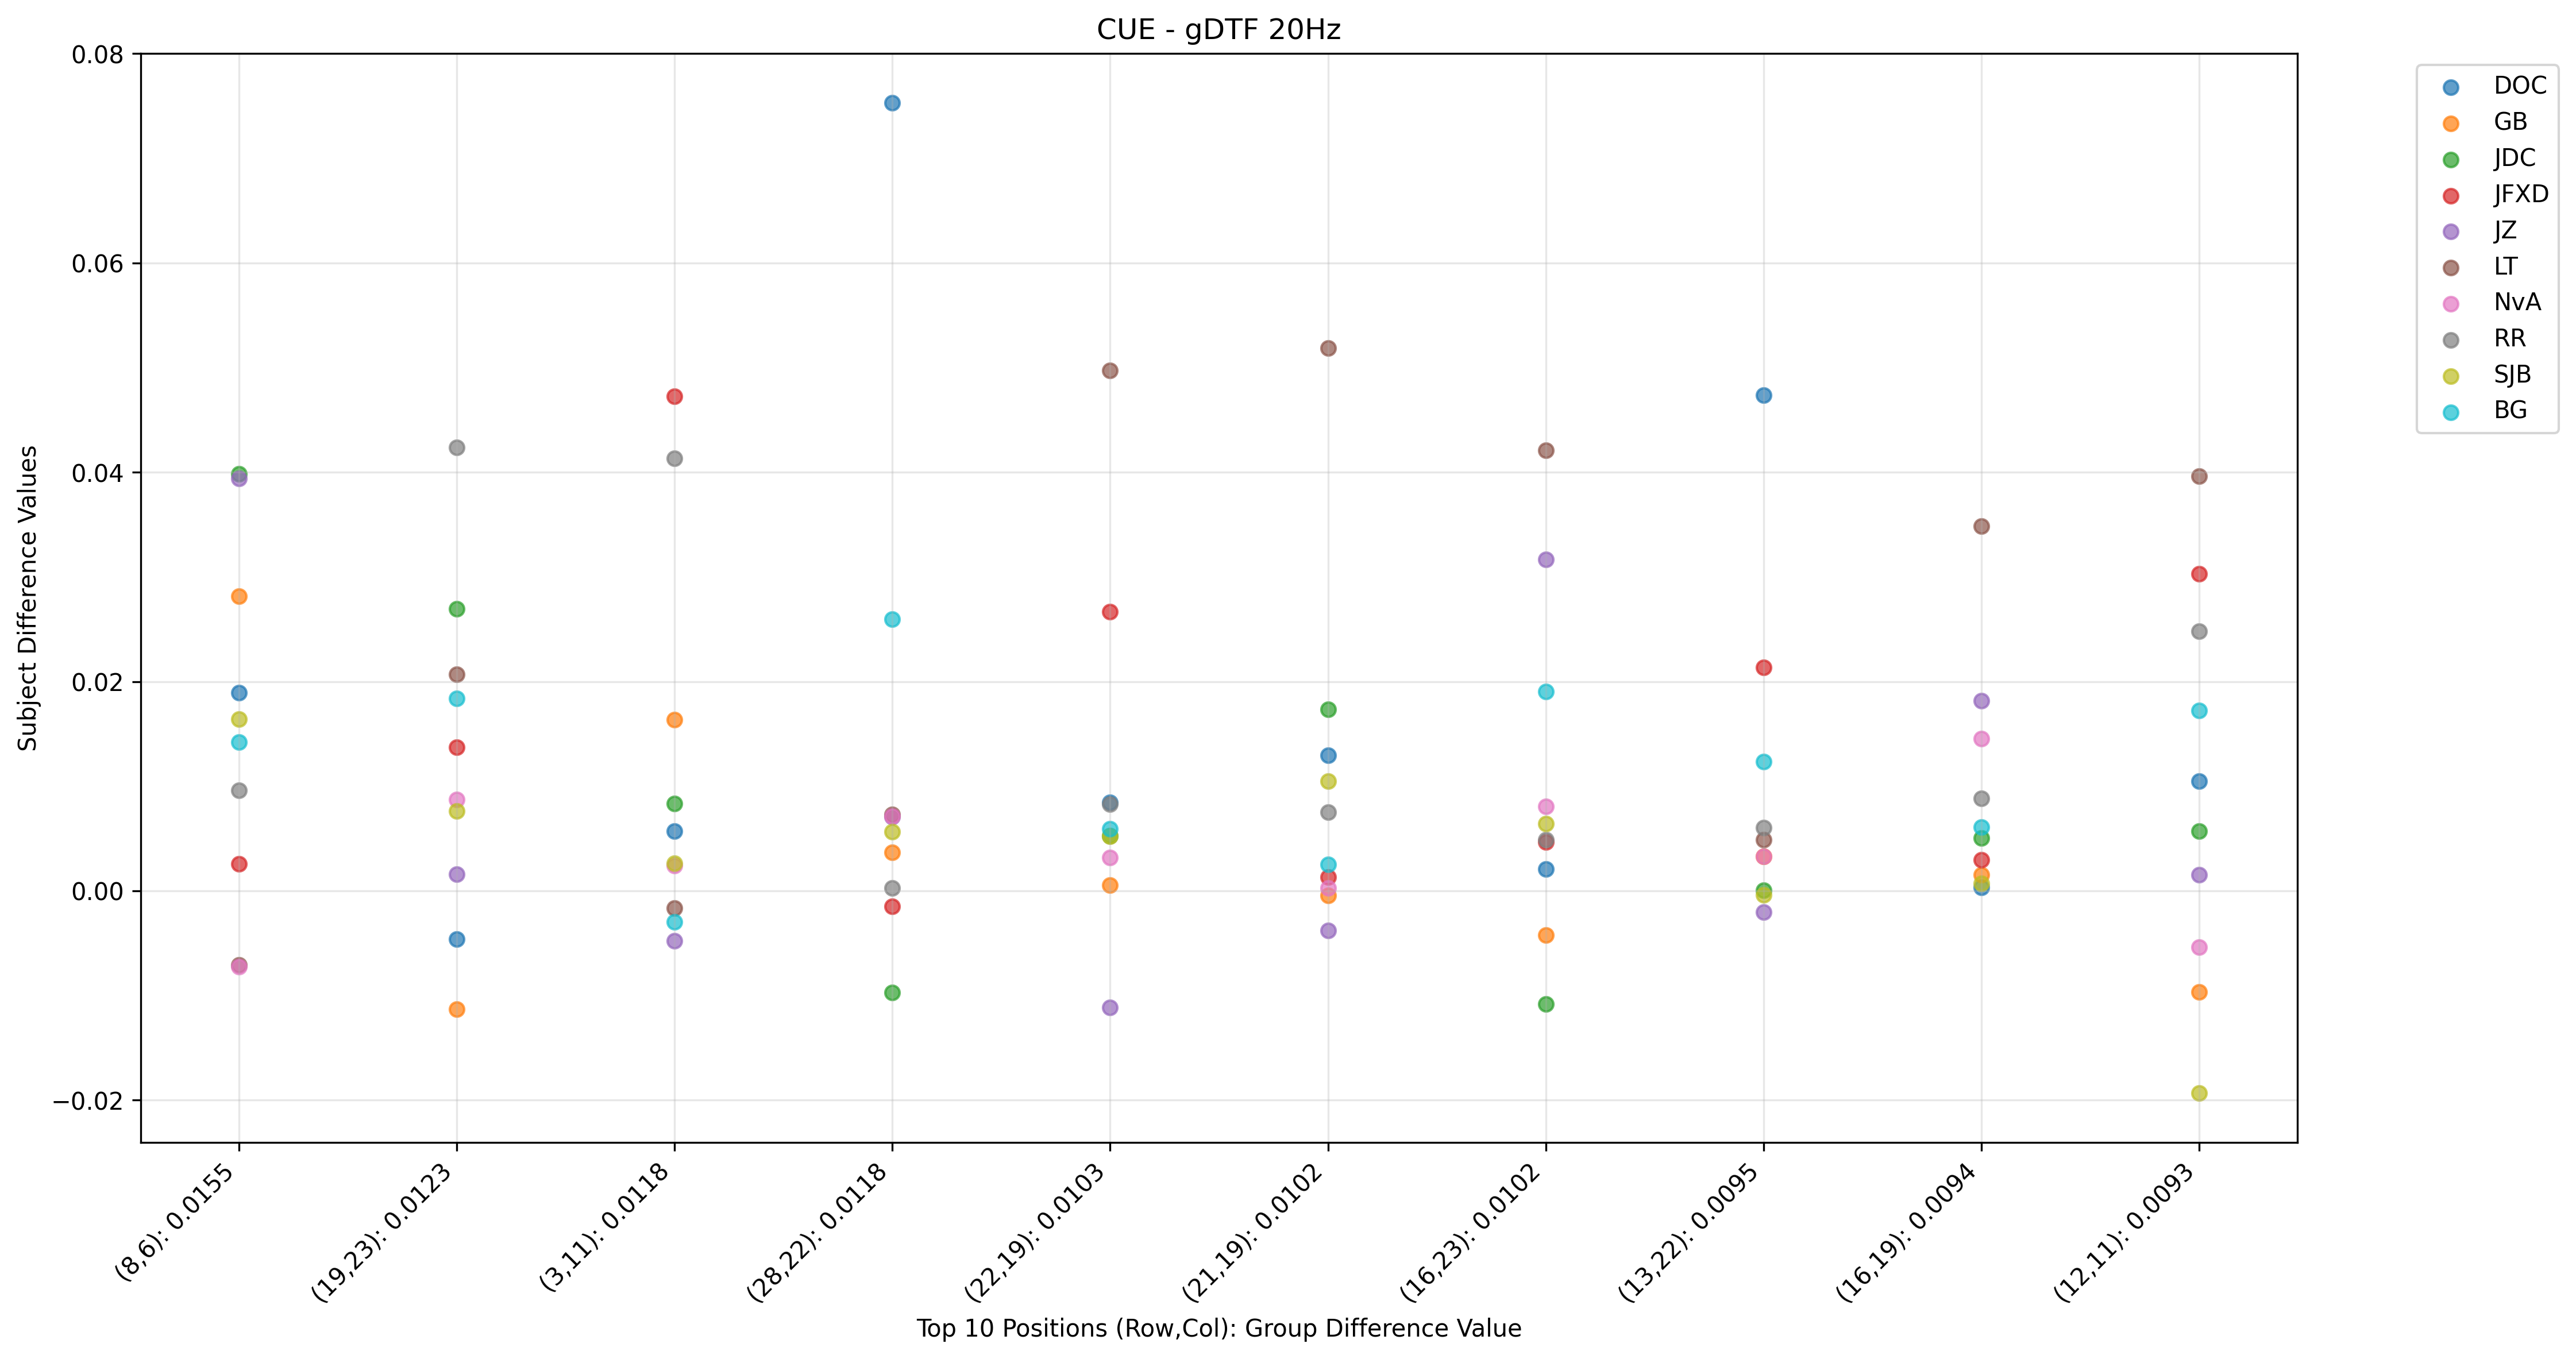 CUE - gDTF 20Hz
0.08
0.06
0.04
0.02
0.00
−0.02
Subject Difference Values
(8,6): 0.0155
(19,23): 0.0123
(3,11): 0.0118
(28,22): 0.0118
(22,19): 0.0103
(21,19): 0.0102
(16,23): 0.0102
(13,22): 0.0095
(16,19): 0.0094
(12,11): 0.0093
Top 10 Positions (Row,Col): Group Difference Value
DOC
GB
JDC
JFXD
JZ
LT
NvA
RR
SJB
BG